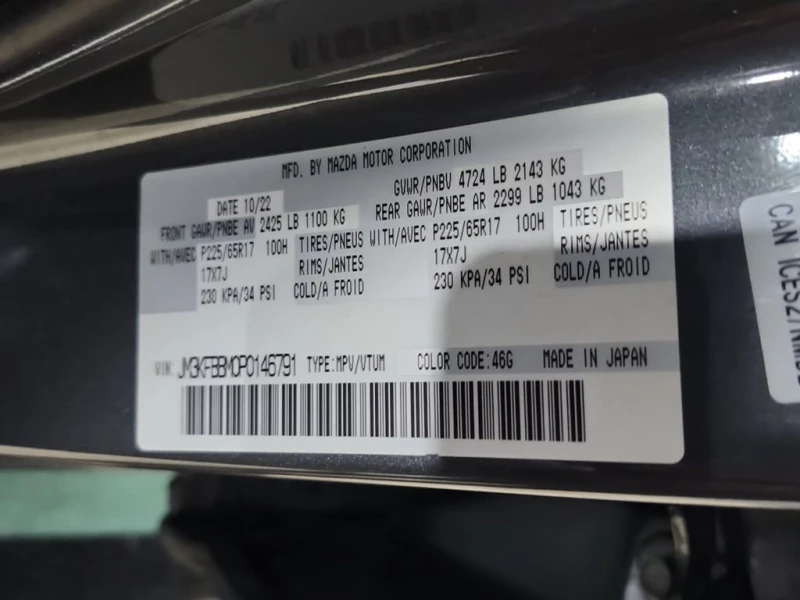 MFD. BY MAZDA MOTOR CORPORATION
DATE 10/22 GVWR/PNBV 4724 LB 2143 KG
FRONT GAWR/PNBE AV 2425 LB 1100 KG REAR GAWR/PNBE AR 2299 LB 1043 KG
WITH/AVEC P225/65R17 100H TIRES/PNEUS WITH/AVEC P225/65R17 100H TIRES/PNEUS
17X7J RIMS/JANTES 17X7J RIMS/JANTES
230 KPA/34 PSI COLD/A FROID 230 KPA/34 PSI COLD/A FROID
VIN: JM3KFBBM0P0146791 TYPE:MPV/VTUM COLOR CODE:46G MADE IN JAPAN
CAN ICES2/NMB2